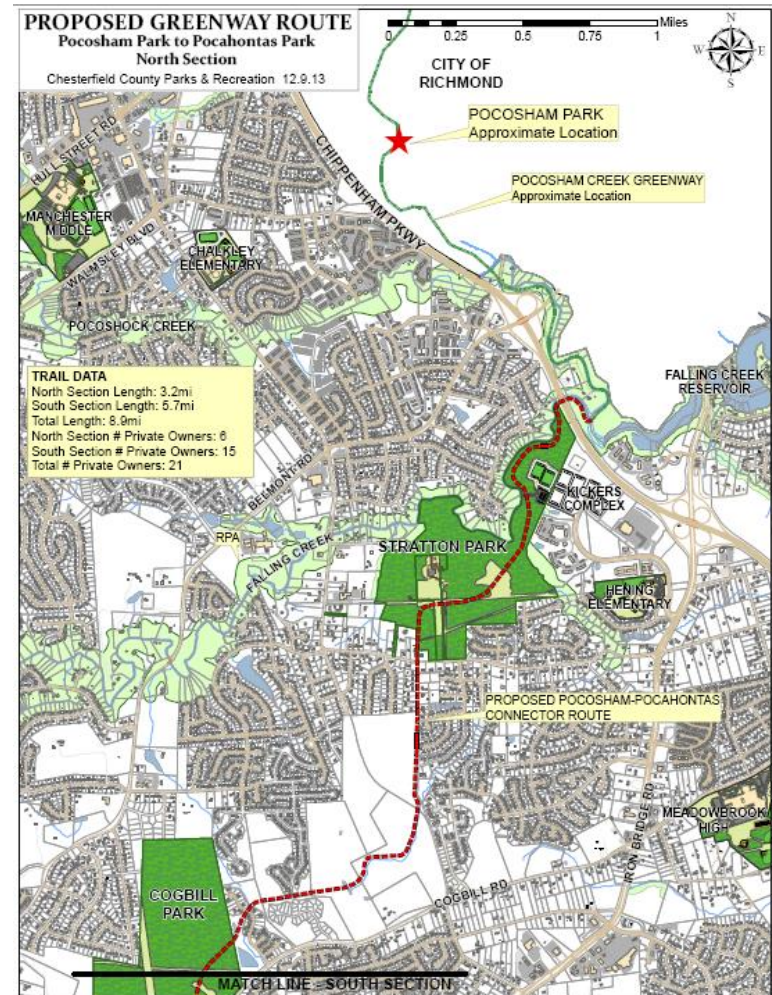 PROPOSED GREENWAY ROUTE
Pocosham Park to Pocahontas Park
North Section
Chesterfield County Parks & Recreation 12.9.13
0 0.25 0.5 0.75 1 Miles
N
W E
S
CITY OF
RICHMOND
POCOSHAM PARK
Approximate Location
HULL STREET RD
CHIPPENHAM PKWY
POCOSHAM CREEK GREENWAY
Approximate Location
MANCHESTER
MIDDLE
WALMSLEY BLVD
CHALKLEY
ELEMENTARY
POCOSHOCK CREEK
TRAIL DATA
North Section Length: 3.2mi
South Section Length: 5.7mi
Total Length: 8.9mi
North Section # Private Owners: 6
South Section # Private Owners: 15
Total # Private Owners: 21
FALLING CREEK
RESERVOIR
BELMONT RD
KICKERS
COMPLEX
RPA
FALLING CREEK
STRATTON PARK
HENING
ELEMENTARY
PROPOSED POCOSHAM-POCAHONTAS
CONNECTOR ROUTE
IRON BRIDGE RD
MEADOWBROOK
HIGH
COGBILL
PARK
COGBILL RD
MATCH LINE - SOUTH SECTION